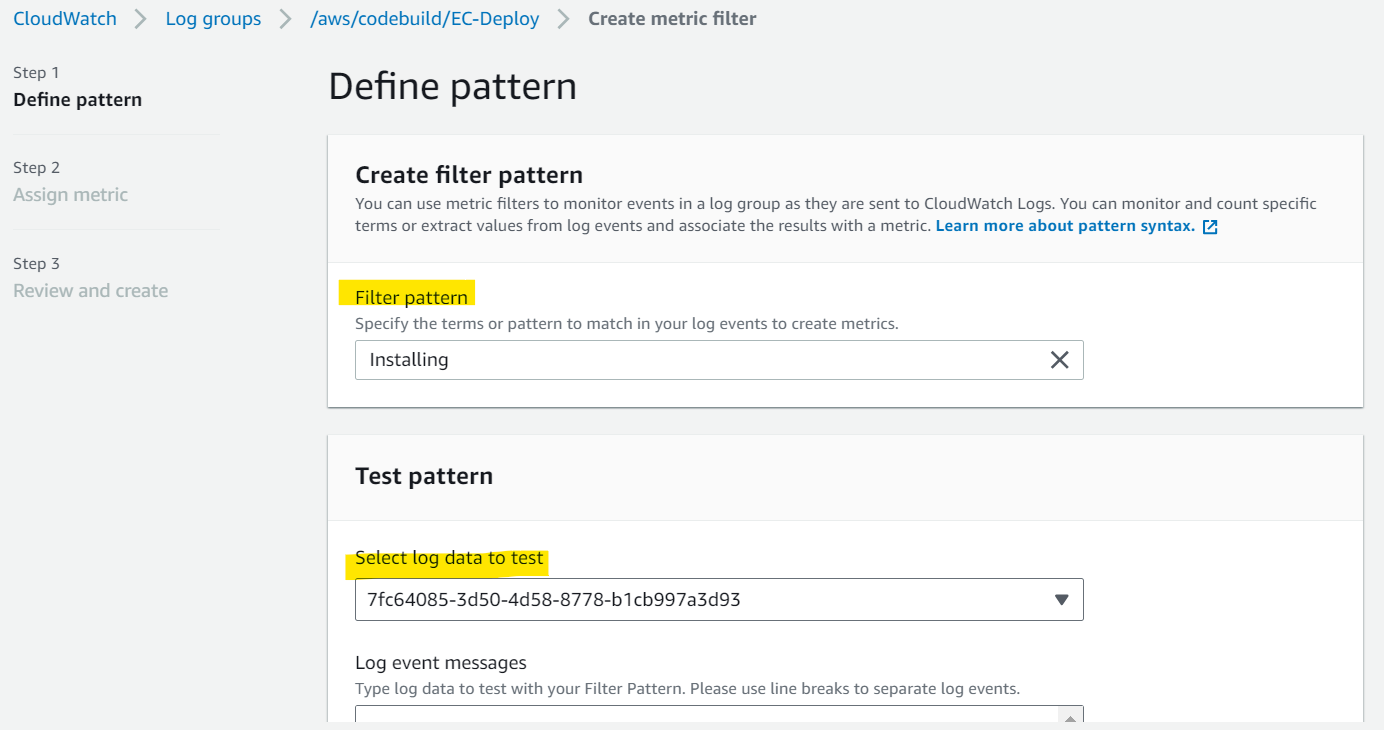 CloudWatch > Log groups > /aws/codebuild/EC-Deploy > Create metric filter
Step 1
Define pattern
Step 2
Assign metric
Step 3
Review and create
Define pattern
Create filter pattern
You can use metric filters to monitor events in a log group as they are sent to CloudWatch Logs. You can monitor and count specific
terms or extract values from log events and associate the results with a metric. Learn more about pattern syntax.
Filter pattern
Specify the terms or pattern to match in your log events to create metrics.
Installing
Test pattern
Select log data to test
7fc64085-3d50-4d58-8778-b1cb997a3d93
Log event messages
Type log data to test with your Filter Pattern. Please use line breaks to separate log events.